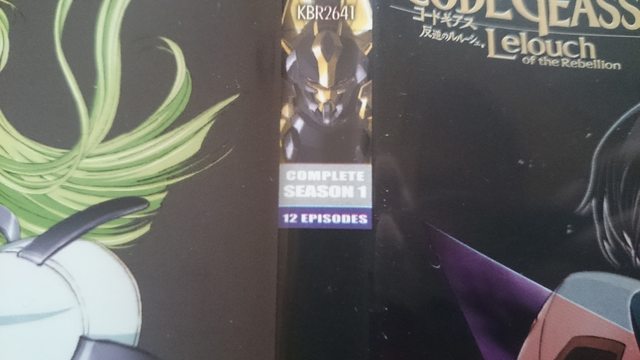 KBR2641
COMPLETE
SEASON 1
12 EPISODES
CODE GEASS
コードギアス
反逆のルルーシュ
Lelouch
of the Rebellion